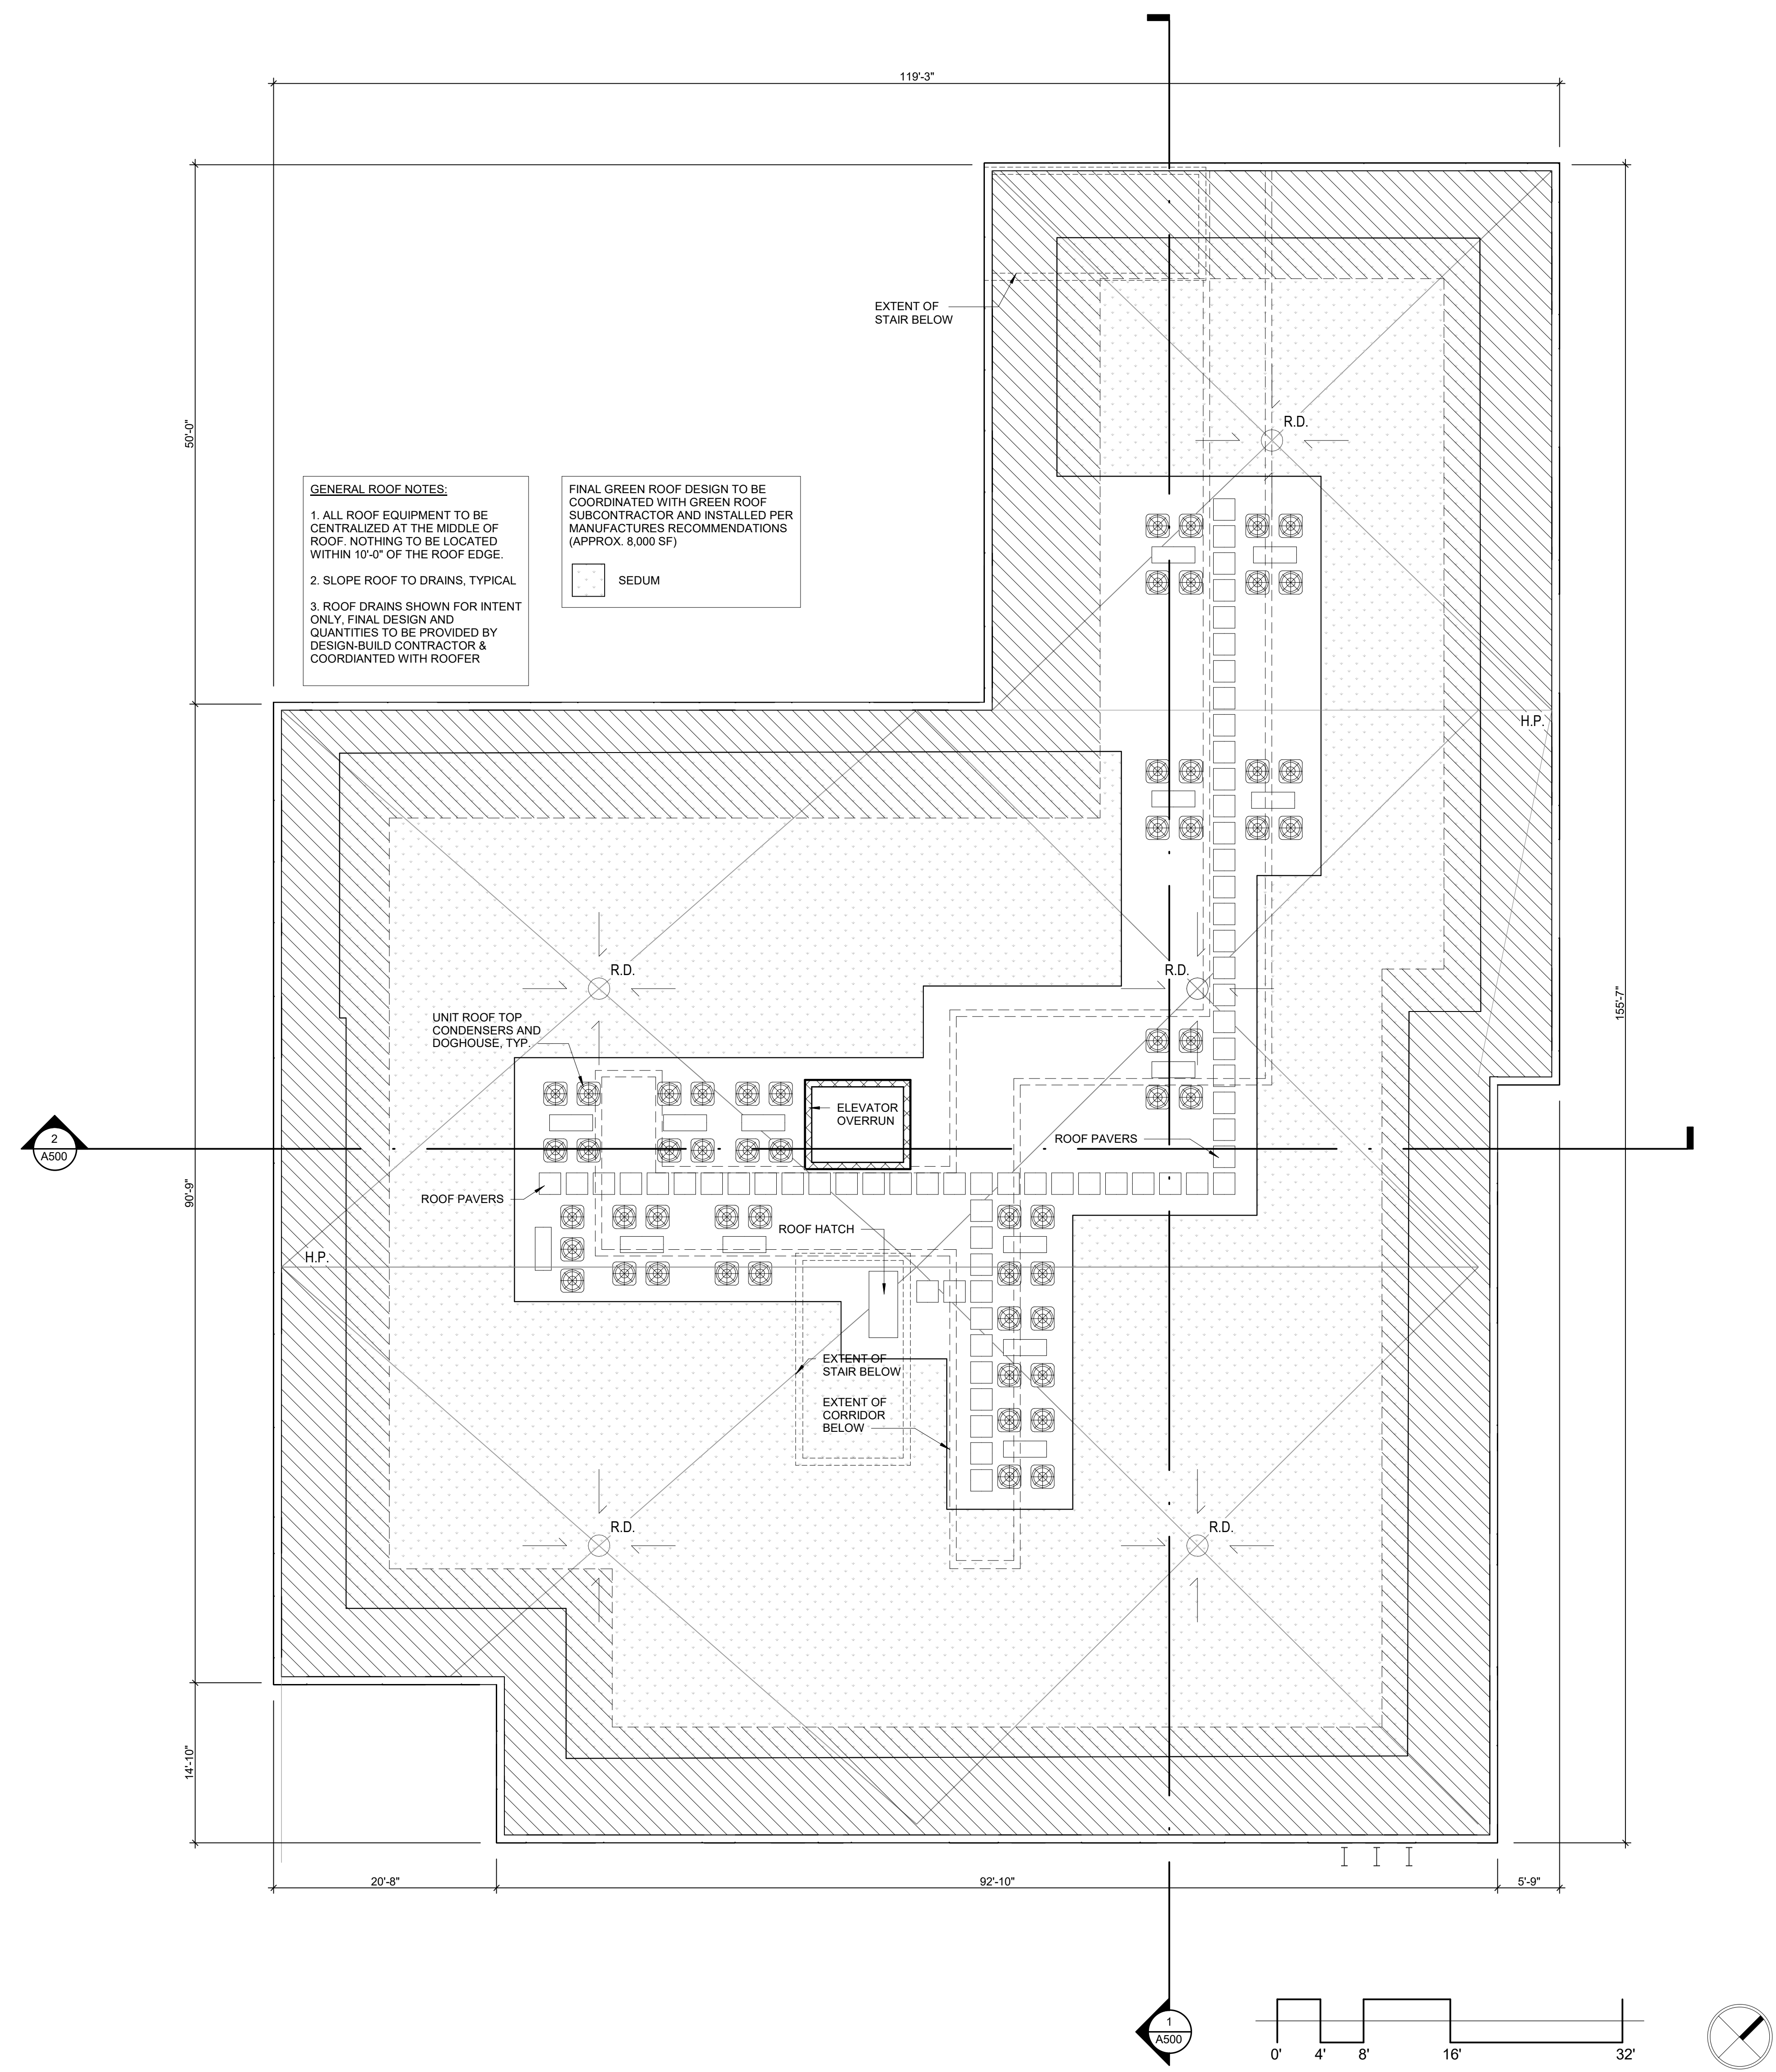 119'-3"
EXTENT OF
STAIR BELOW
R.D.
50'-0"
GENERAL ROOF NOTES:
1. ALL ROOF EQUIPMENT TO BE
CENTRALIZED AT THE MIDDLE OF
ROOF. NOTHING TO BE LOCATED
WITHIN 10'-0" OF THE ROOF EDGE.
2. SLOPE ROOF TO DRAINS, TYPICAL
3. ROOF DRAINS SHOWN FOR INTENT
ONLY, FINAL DESIGN AND
QUANTITIES TO BE PROVIDED BY
DESIGN-BUILD CONTRACTOR &
COORDIANTED WITH ROOFER
FINAL GREEN ROOF DESIGN TO BE
COORDINATED WITH GREEN ROOF
SUBCONTRACTOR AND INSTALLED PER
MANUFACTURES RECOMMENDATIONS
(APPROX. 8,000 SF)
SEDUM
H.P.
R.D.
R.D.
155'-7"
UNIT ROOF TOP
CONDENSERS AND
DOGHOUSE, TYP.
ELEVATOR
OVERRUN
2
A500
ROOF PAVERS
90'-9"
ROOF PAVERS
ROOF HATCH
H.P.
EXTENT OF
STAIR BELOW
EXTENT OF
CORRIDOR
BELOW
R.D.
R.D.
14'-10"
20'-8"
92'-10"
5'-9"
1
A500
0'
4'
8'
16'
32'